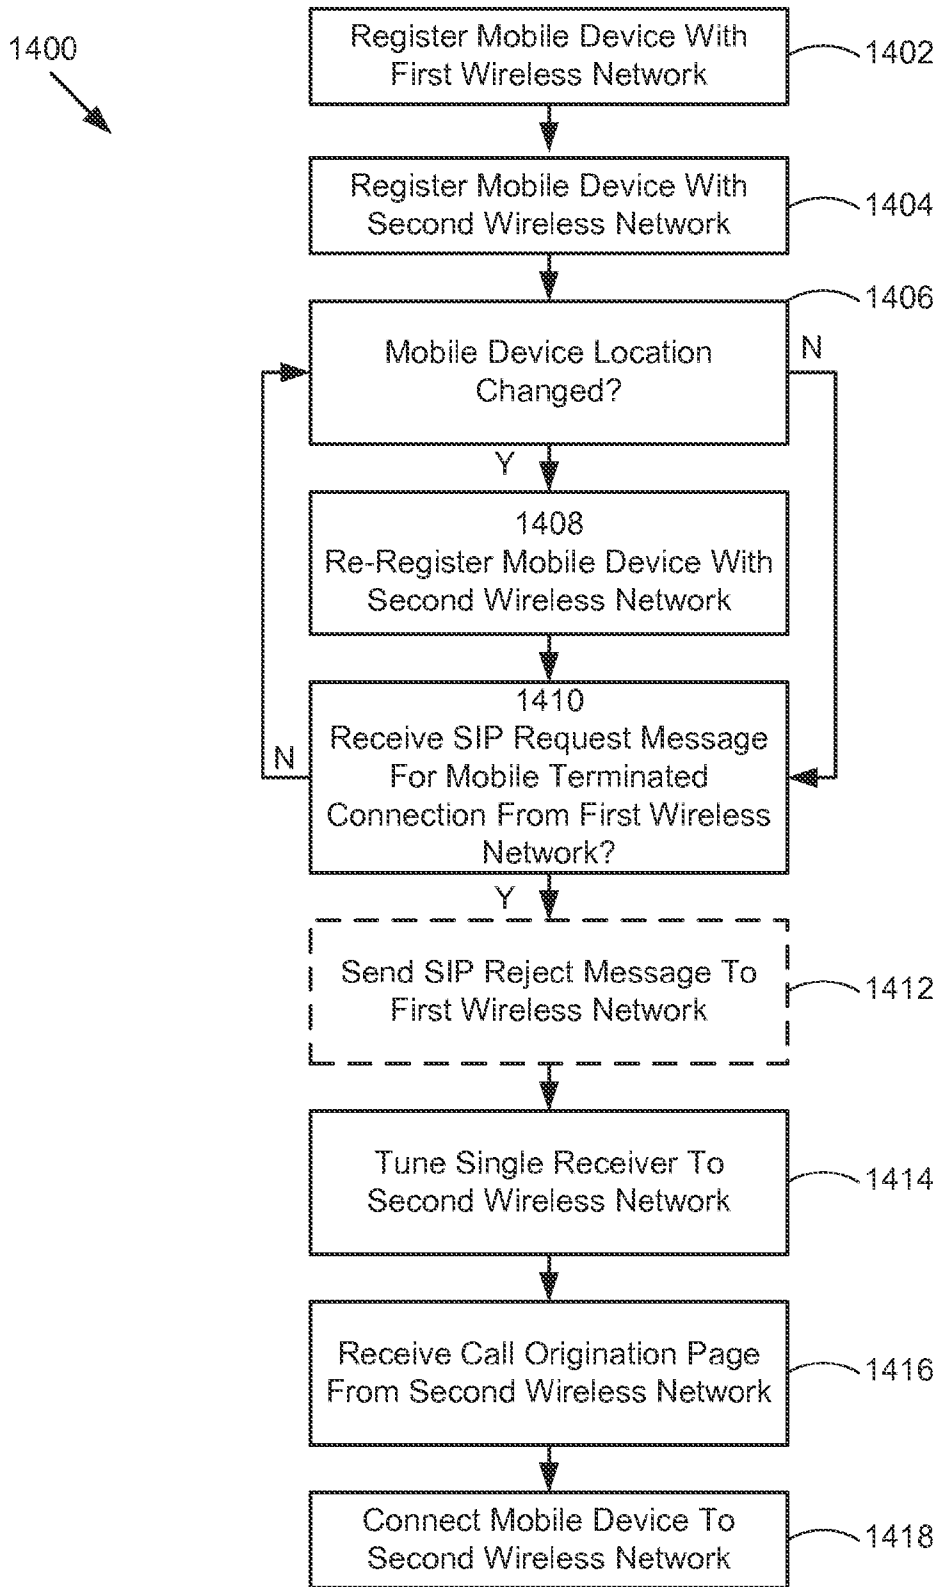 1400
Register Mobile Device With
First Wireless Network
1402
Register Mobile Device With
Second Wireless Network
1404
1406
Mobile Device Location
Changed?
N
Y
1408
Re-Register Mobile Device With
Second Wireless Network
1410
Receive SIP Request Message
For Mobile Terminated
Connection From First Wireless
Network?
N
Y
Send SIP Reject Message To
First Wireless Network
1412
Tune Single Receiver To
Second Wireless Network
1414
Receive Call Origination Page
From Second Wireless Network
1416
Connect Mobile Device To
Second Wireless Network
1418